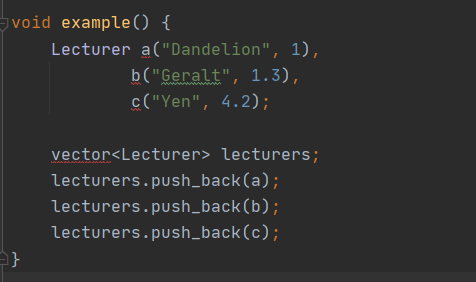 void example() {
    Lecturer a("Dandelion", 1),
            b("Geralt", 1.3),
            c("Yen", 4.2);

    vector<Lecturer> lecturers;
    lecturers.push_back(a);
    lecturers.push_back(b);
    lecturers.push_back(c);
}